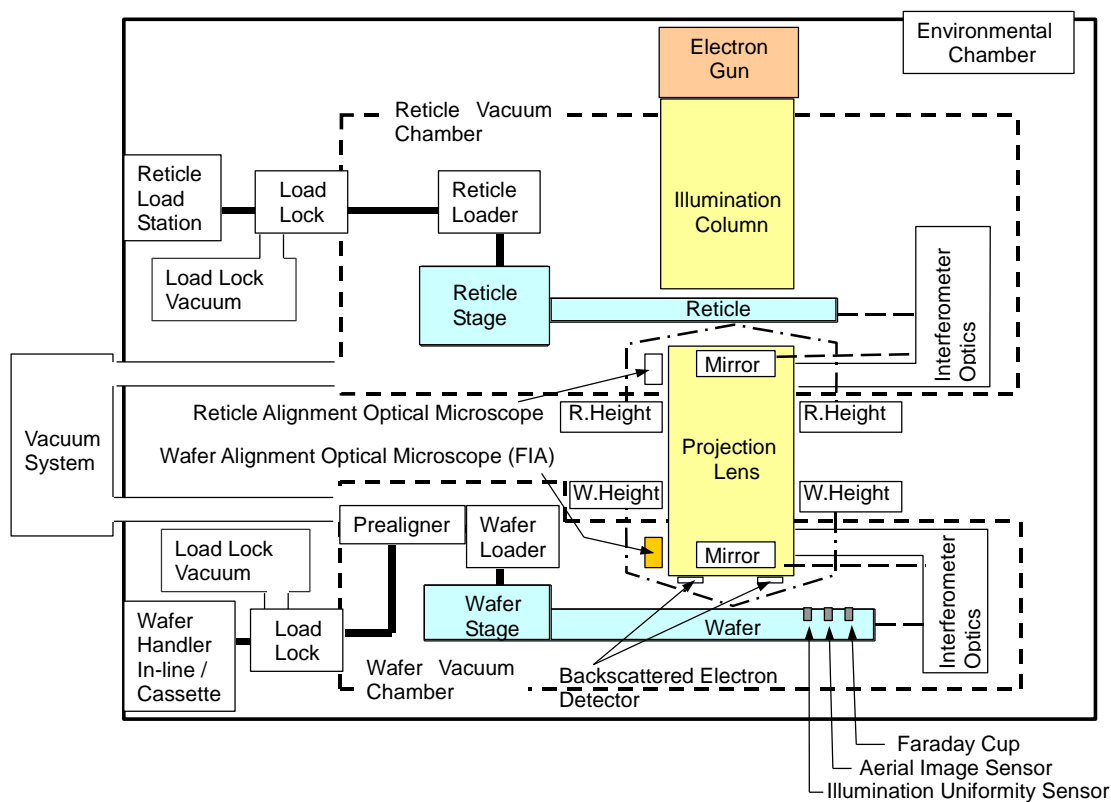 Environmental
Chamber
Electron
Gun
Reticle Vacuum
Chamber
Reticle
Load
Station
Load
Lock
Reticle
Loader
Illumination
Column
Load Lock
Vacuum
Reticle
Stage
Reticle
Interferometer
Optics
Mirror
Reticle Alignment Optical Microscope
R.Height
R.Height
Vacuum
System
Wafer Alignment Optical Microscope (FIA)
Projection
Lens
W.Height
W.Height
Prealigner
Wafer
Loader
Load Lock
Vacuum
Mirror
Wafer
Handler
In-line /
Cassette
Load
Lock
Wafer
Stage
Wafer
Interferometer
Optics
Wafer Vacuum
Chamber
Backscattered Electron
Detector
Faraday Cup
Aerial Image Sensor
Illumination Uniformity Sensor